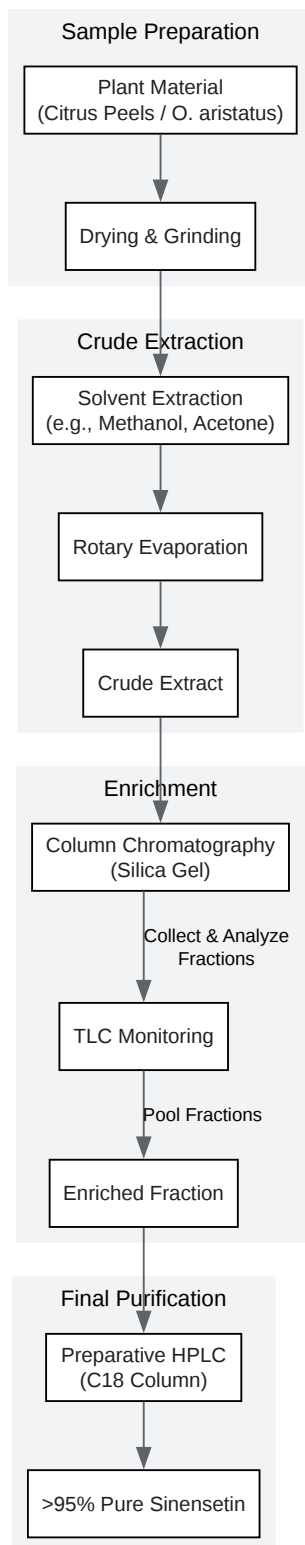 Sample Preparation
Plant Material
(Citrus Peels / O. aristatus)
Drying & Grinding
Crude Extraction
Solvent Extraction
(e.g., Methanol, Acetone)
Rotary Evaporation
Crude Extract
Enrichment
Column Chromatography
(Silica Gel)
Collect & Analyze
Fractions
TLC Monitoring
Pool Fractions
Enriched Fraction
Final Purification
Preparative HPLC
(C18 Column)
>95% Pure Sinensetin